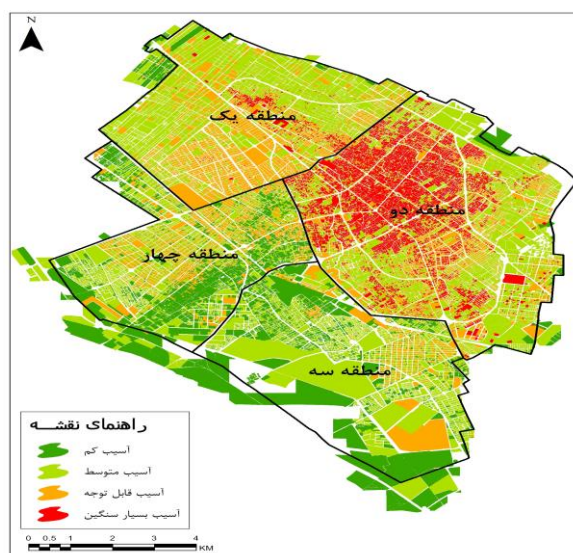 N
منطقه یک
منطقه دو
منطقه چهار
منطقه سه
راهنمای نقشـــه
آسیب کم
آسیب متوسط
آسیب قابل توجه
آسیب بسیار سنگین
0 0.5 1 2 3 4
KM